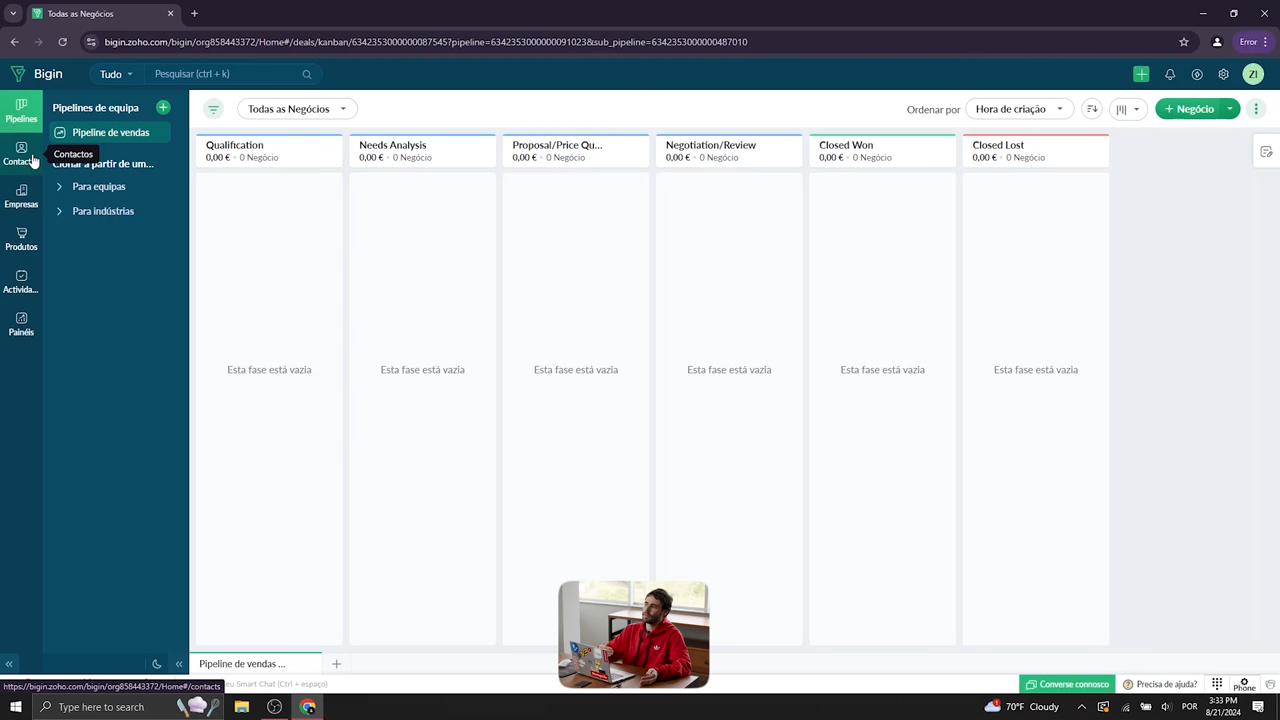 Todas as Negócios
bigin.zoho.com/bigin/org858443372/Home#/deals/kanban/6342353000000087545?pipeline=6342353000000091023&sub_pipeline=6342353000000487010
Error
Bigin
Tudo
Pesquisar (ctrl + k)
ZI
Pipelines
Pipelines de equipa
Pipeline de vendas
Contactos
Para equipas
Para indústrias
Empresas
Produtos
Activida...
Painéis
Todas as Negócios
Ordenar por
Hora de criação
+ Negócio
Qualification
0,00 € • 0 Negócio
Needs Analysis
0,00 € • 0 Negócio
Proposal/Price Qu...
0,00 € • 0 Negócio
Negotiation/Review
0,00 € • 0 Negócio
Closed Won
0,00 € • 0 Negócio
Closed Lost
0,00 € • 0 Negócio
Esta fase está vazia
Esta fase está vazia
Esta fase está vazia
Esta fase está vazia
Esta fase está vazia
Esta fase está vazia
Pipeline de vendas ...
https://bigin.zoho.com/bigin/org858443372/Home#/contacts
eu Smart Chat (Ctrl + espaço)
Converse connosco
Precisa de ajuda?
Phone
Type here to search
70°F Cloudy
POR
3:33 PM
8/21/2024